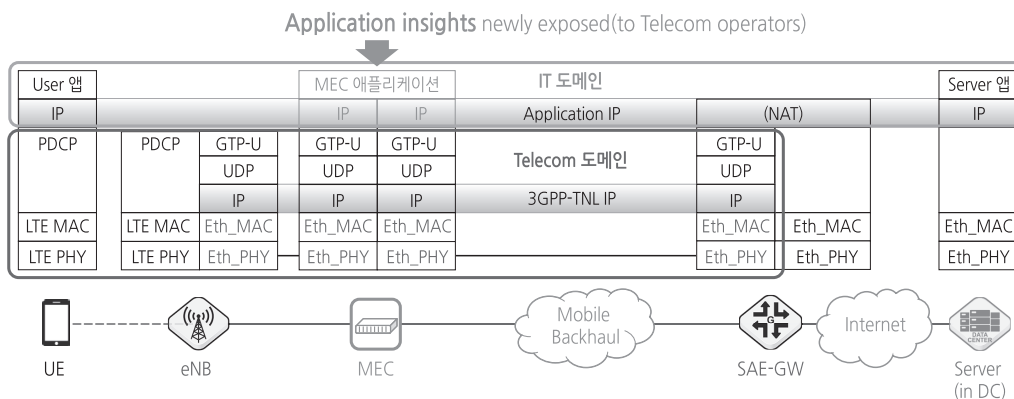 Application insights newly exposed(to Telecom operators)
User 앱 MEC 애플리케이션 IT 도메인 Server 앱
IP IP IP Application IP (NAT) IP
PDCP PDCP GTP-U GTP-U GTP-U Telecom 도메인 GTP-U
UDP UDP UDP UDP
IP IP IP 3GPP-TNL IP IP
LTE MAC LTE MAC Eth_MAC Eth_MAC Eth_MAC Eth_MAC Eth_MAC Eth_MAC
LTE PHY LTE PHY Eth_PHY Eth_PHY Eth_PHY Eth_PHY Eth_PHY Eth_PHY
Mobile
Backhaul
G
Internet
DATA
CENTER
UE eNB MEC SAE-GW Server
(in DC)